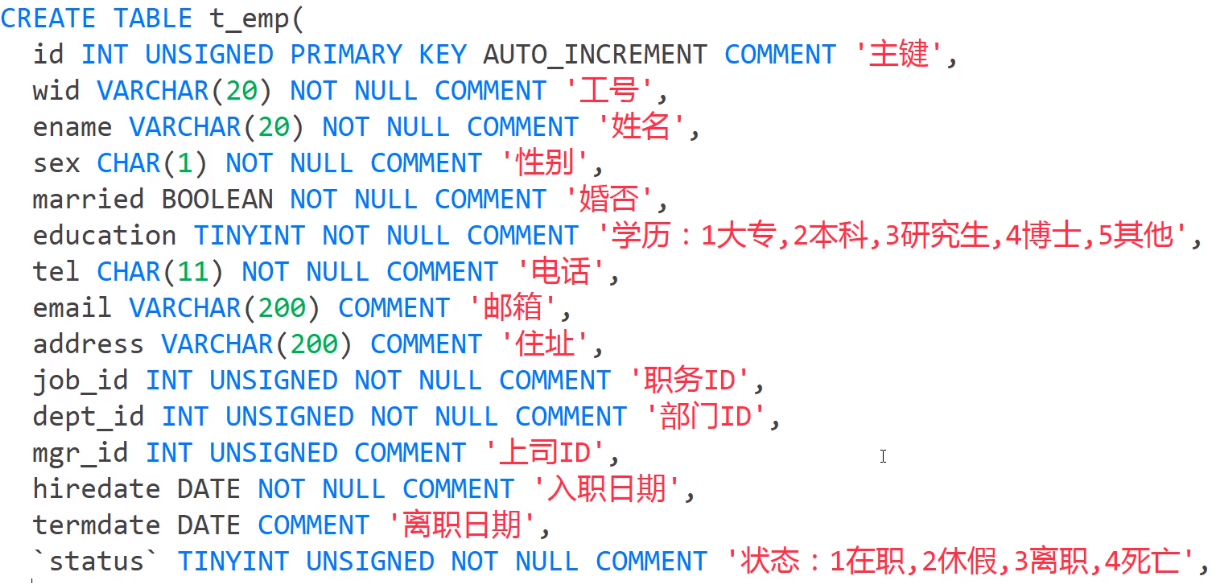 CREATE TABLE t_emp(
id INT UNSIGNED PRIMARY KEY AUTO_INCREMENT COMMENT '主键',
wid VARCHAR(20) NOT NULL COMMENT '工号',
ename VARCHAR(20) NOT NULL COMMENT '姓名',
sex CHAR(1) NOT NULL COMMENT '性别',
married BOOLEAN NOT NULL COMMENT '婚否',
education TINYINT NOT NULL COMMENT '学历：1大专,2本科,3研究生,4博士,5其他',
tel CHAR(11) NOT NULL COMMENT '电话',
email VARCHAR(200) COMMENT '邮箱',
address VARCHAR(200) COMMENT '住址',
job_id INT UNSIGNED NOT NULL COMMENT '职务ID',
dept_id INT UNSIGNED NOT NULL COMMENT '部门ID',
mgr_id INT UNSIGNED COMMENT '上司ID',
hiredate DATE NOT NULL COMMENT '入职日期',
termdate DATE COMMENT '离职日期',
`status` TINYINT UNSIGNED NOT NULL COMMENT '状态：1在职,2休假,3离职,4死亡',